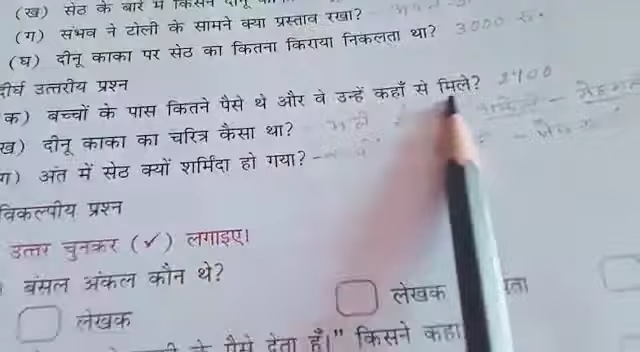 (ख) सेठ के बारे में किसने दीनू
(ग) संभव ने टोली के सामने क्या प्रस्ताव रखा?
(घ) दीनू काका पर सेठ का कितना किराया निकलता था? 3000 रु.
दीर्घ उत्तरीय प्रश्न
क) बच्चों के पास कितने पैसे थे और वे उन्हें कहाँ से मिले? 2400
ख) दीनू काका का चरित्र कैसा था?
ग) अंत में सेठ क्यों शर्मिंदा हो गया?
विकल्पीय प्रश्न
उत्तर चुनकर (✓) लगाइए।
बंसल अंकल कौन थे?
लेखक लेखक
के पैसे देता हूँ।" किसने कहा